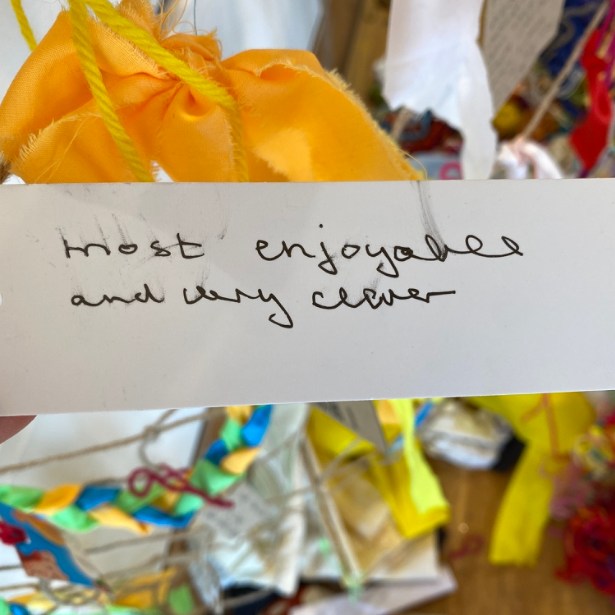 most enjoyable
and very clever